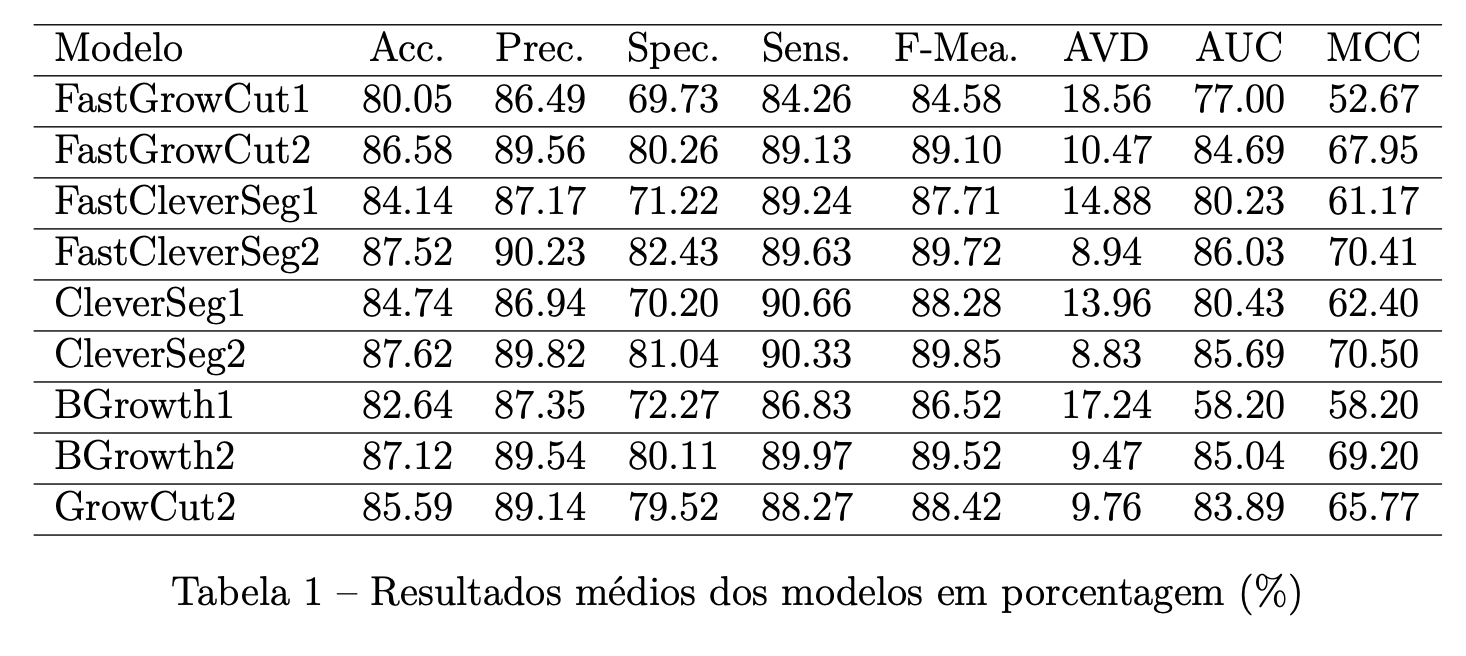 Modelo Acc. Prec. Spec. Sens. F-Mea. AVD AUC MCC
FastGrowCut1 80.05 86.49 69.73 84.26 84.58 18.56 77.00 52.67
FastGrowCut2 86.58 89.56 80.26 89.13 89.10 10.47 84.69 67.95
FastCleverSeg1 84.14 87.17 71.22 89.24 87.71 14.88 80.23 61.17
FastCleverSeg2 87.52 90.23 82.43 89.63 89.72 8.94 86.03 70.41
CleverSeg1 84.74 86.94 70.20 90.66 88.28 13.96 80.43 62.40
CleverSeg2 87.62 89.82 81.04 90.33 89.85 8.83 85.69 70.50
BGrowth1 82.64 87.35 72.27 86.83 86.52 17.24 58.20 58.20
BGrowth2 87.12 89.54 80.11 89.97 89.52 9.47 85.04 69.20
GrowCut2 85.59 89.14 79.52 88.27 88.42 9.76 83.89 65.77
Tabela 1 – Resultados médios dos modelos em porcentagem (%)